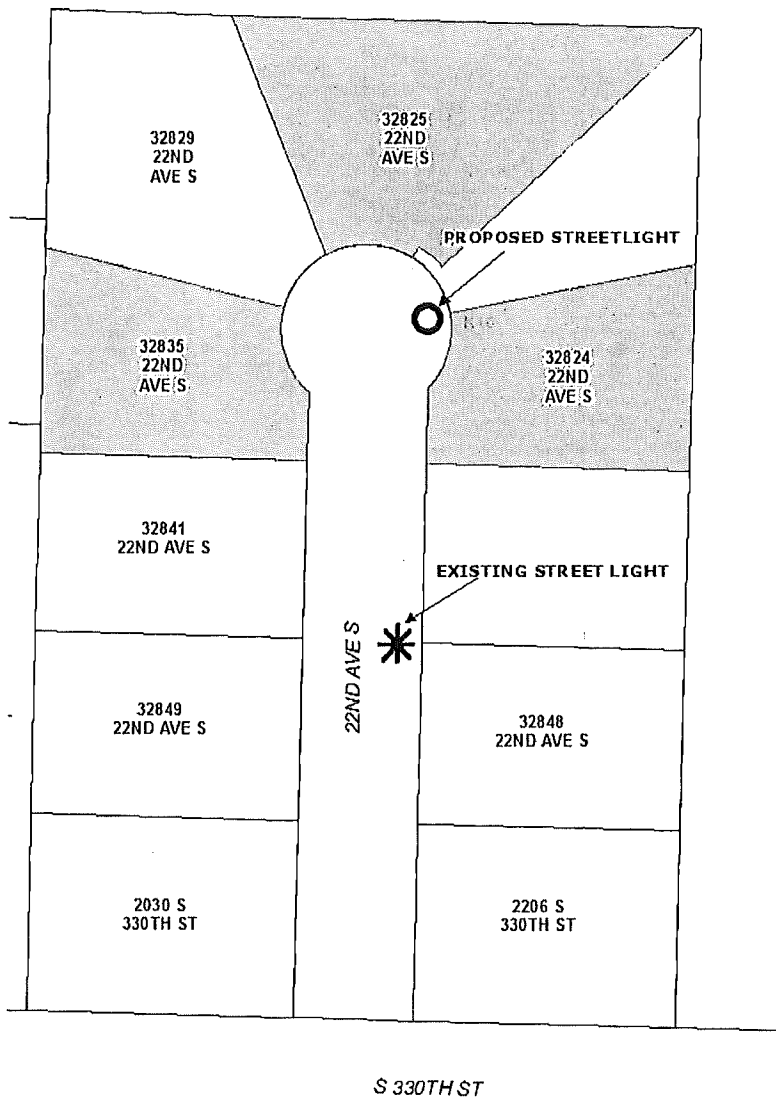 32829
22ND
AVE S
32825
22ND
AVE S
PROPOSED STREETLIGHT
32835
22ND
AVE S
32824
22ND
AVE S
32841
22ND AVE S
EXISTING STREET LIGHT
22ND AVE S
32849
22ND AVE S
32848
22ND AVE S
2030 S
330TH ST
2206 S
330TH ST
S 330TH ST